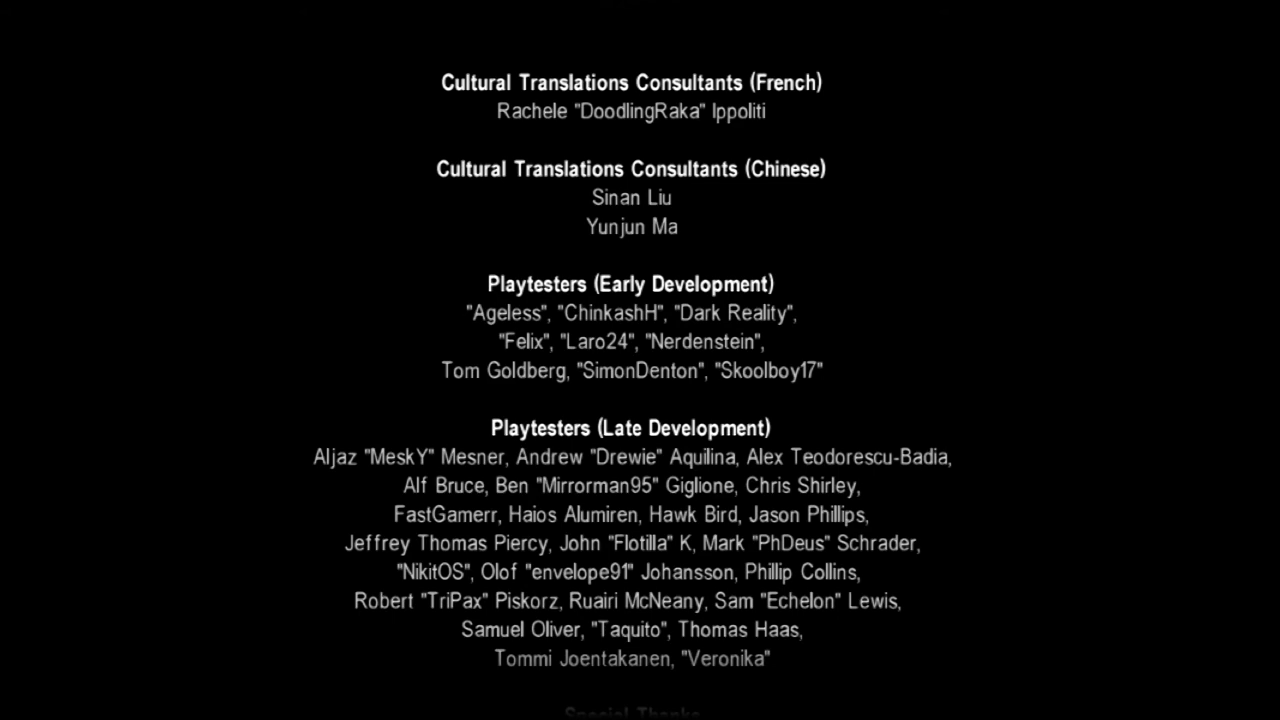 Cultural Translations Consultants (French)
Rachele "DoodlingRaka" Ippoliti
Cultural Translations Consultants (Chinese)
Sinan Liu
Yunjun Ma
Playtesters (Early Development)
"Ageless", "ChinkashH", "Dark Reality",
"Felix", "Laro24", "Nerdenstein",
Tom Goldberg, "SimonDenton", "Skoolboy17"
Playtesters (Late Development)
Aljaz "MeskY" Mesner, Andrew "Drewie" Aquilina, Alex Teodorescu-Badia,
Alf Bruce, Ben "Mirrorman95" Giglione, Chris Shirley,
FastGamerr, Haios Alumiren, Hawk Bird, Jason Phillips,
Jeffrey Thomas Piercy, John "Flotilla" K, Mark "PhDeus" Schrader,
"NikitOS", Olof "envelope91" Johansson, Phillip Collins,
Robert "TriPax" Piskorz, Ruairi McNeany, Sam "Echelon" Lewis,
Samuel Oliver, "Taquito", Thomas Haas,
Tommi Joentakanen, "Veronika"
Special Thanks